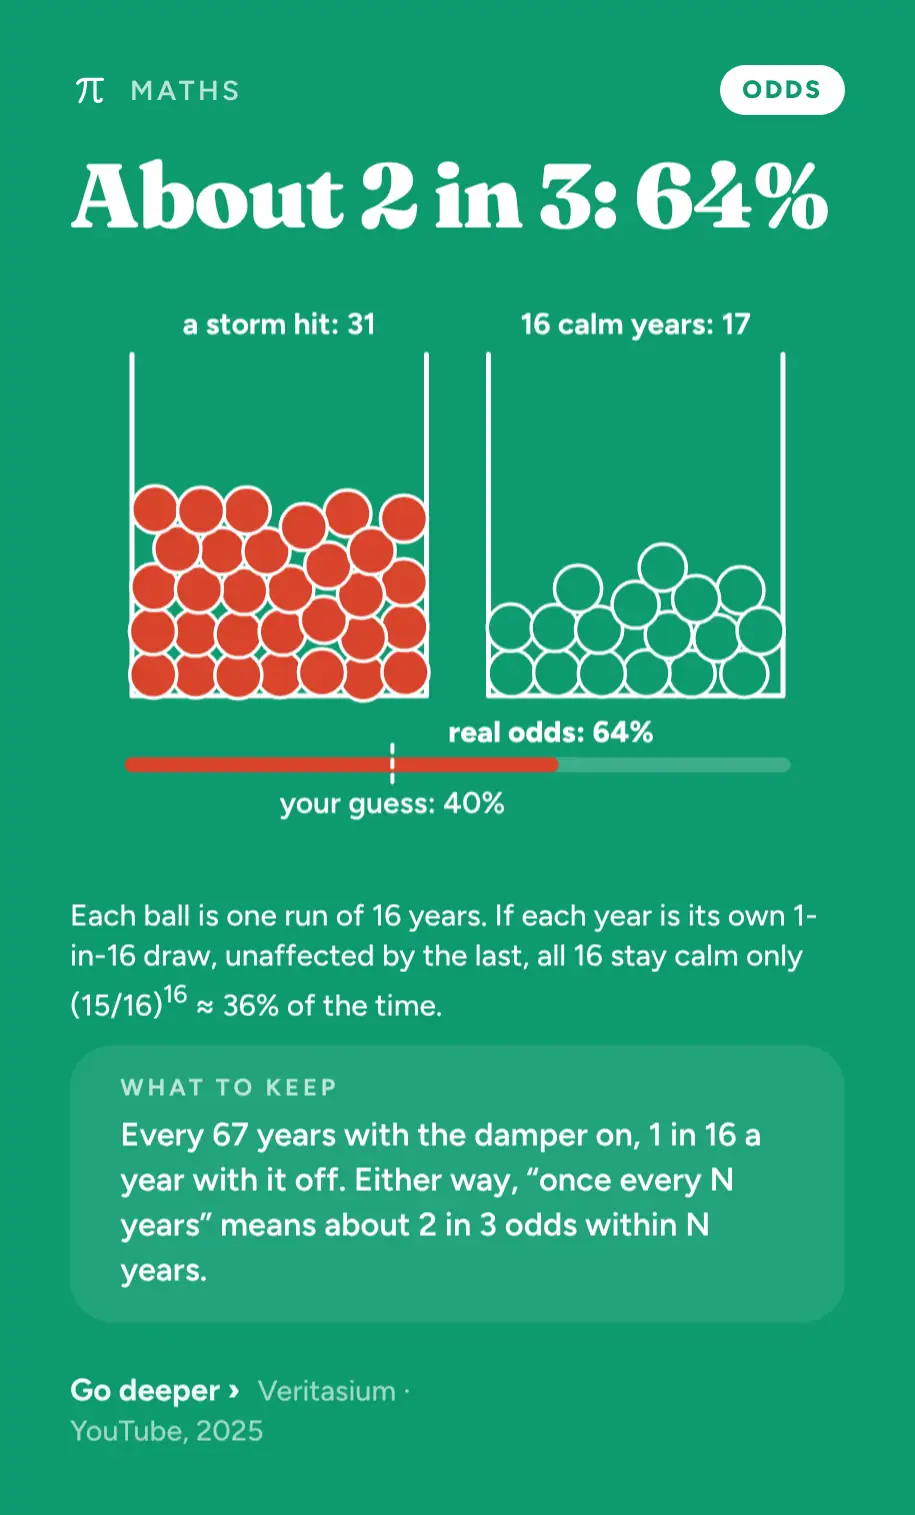 π MATHS
ODDS
About 2 in 3: 64%
a storm hit: 31
16 calm years: 17
real odds: 64%
your guess: 40%
Each ball is one run of 16 years. If each year is its own 1-
in-16 draw, unaffected by the last, all 16 stay calm only
(15/16)¹⁶ ≈ 36% of the time.
WHAT TO KEEP
Every 67 years with the damper on, 1 in 16 a
year with it off. Either way, “once every N
years” means about 2 in 3 odds within N
years.
Go deeper › Veritasium ·
YouTube, 2025